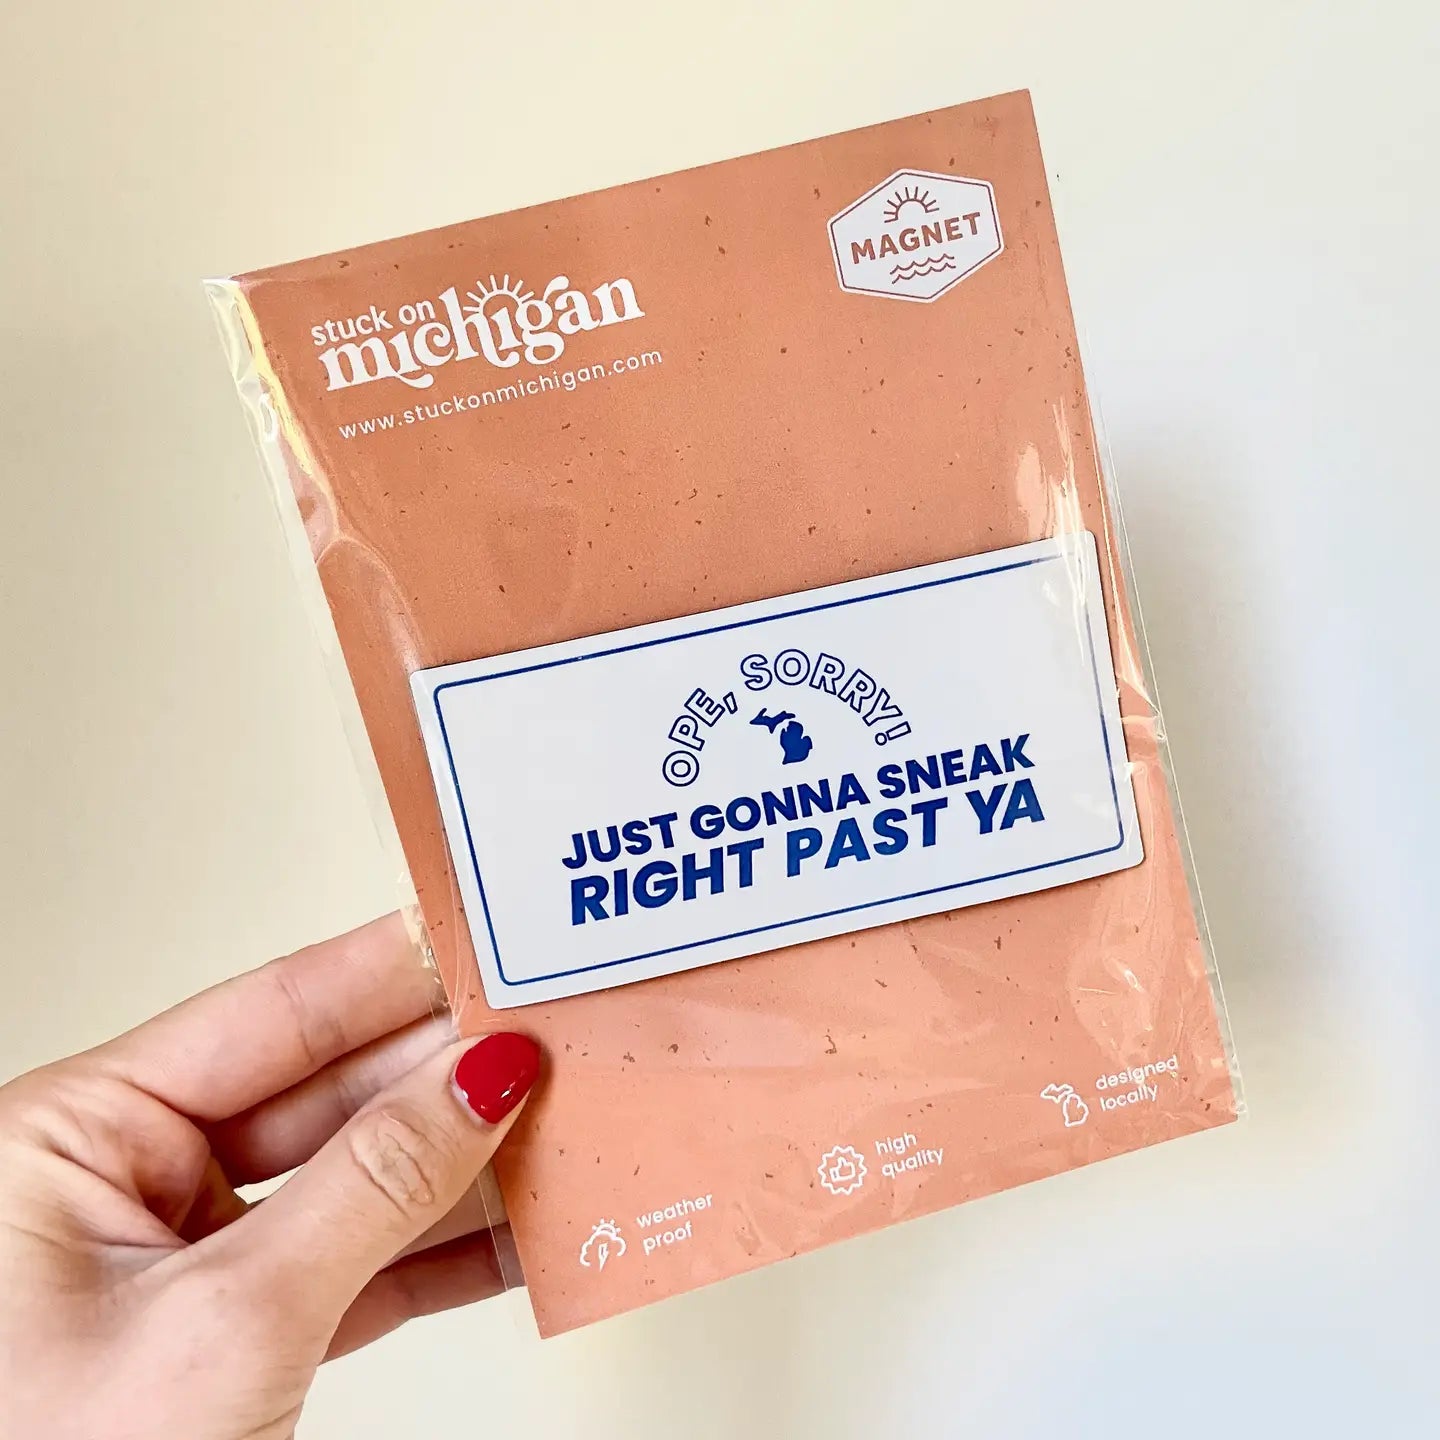 MAGNET
stuck on
michigan
www.stuckonmichigan.com
OPE, SORRY!
JUST GONNA SNEAK
RIGHT PAST YA
designed
locally
high
quality
weather
proof